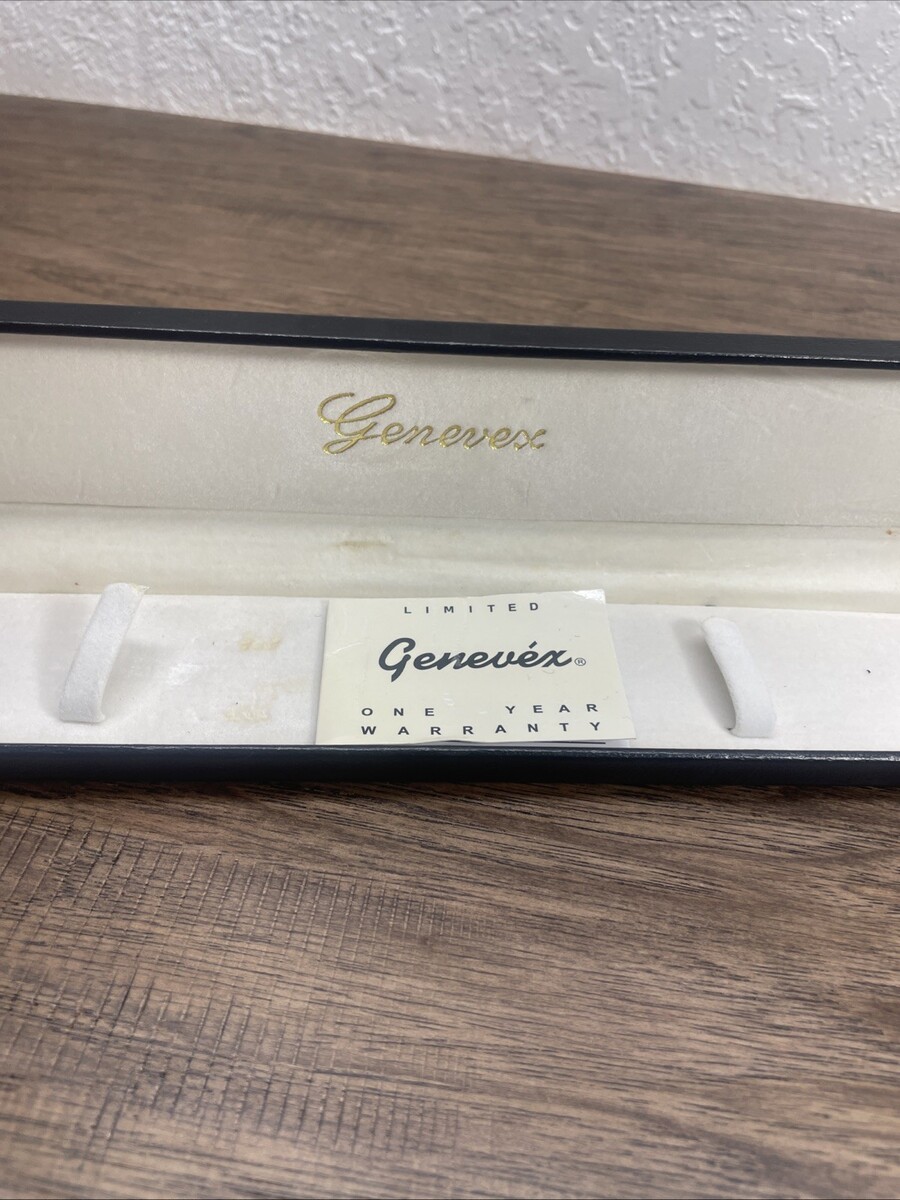 Genevex
LIMITED
Genevéx®
ONE YEAR
WARRANTY